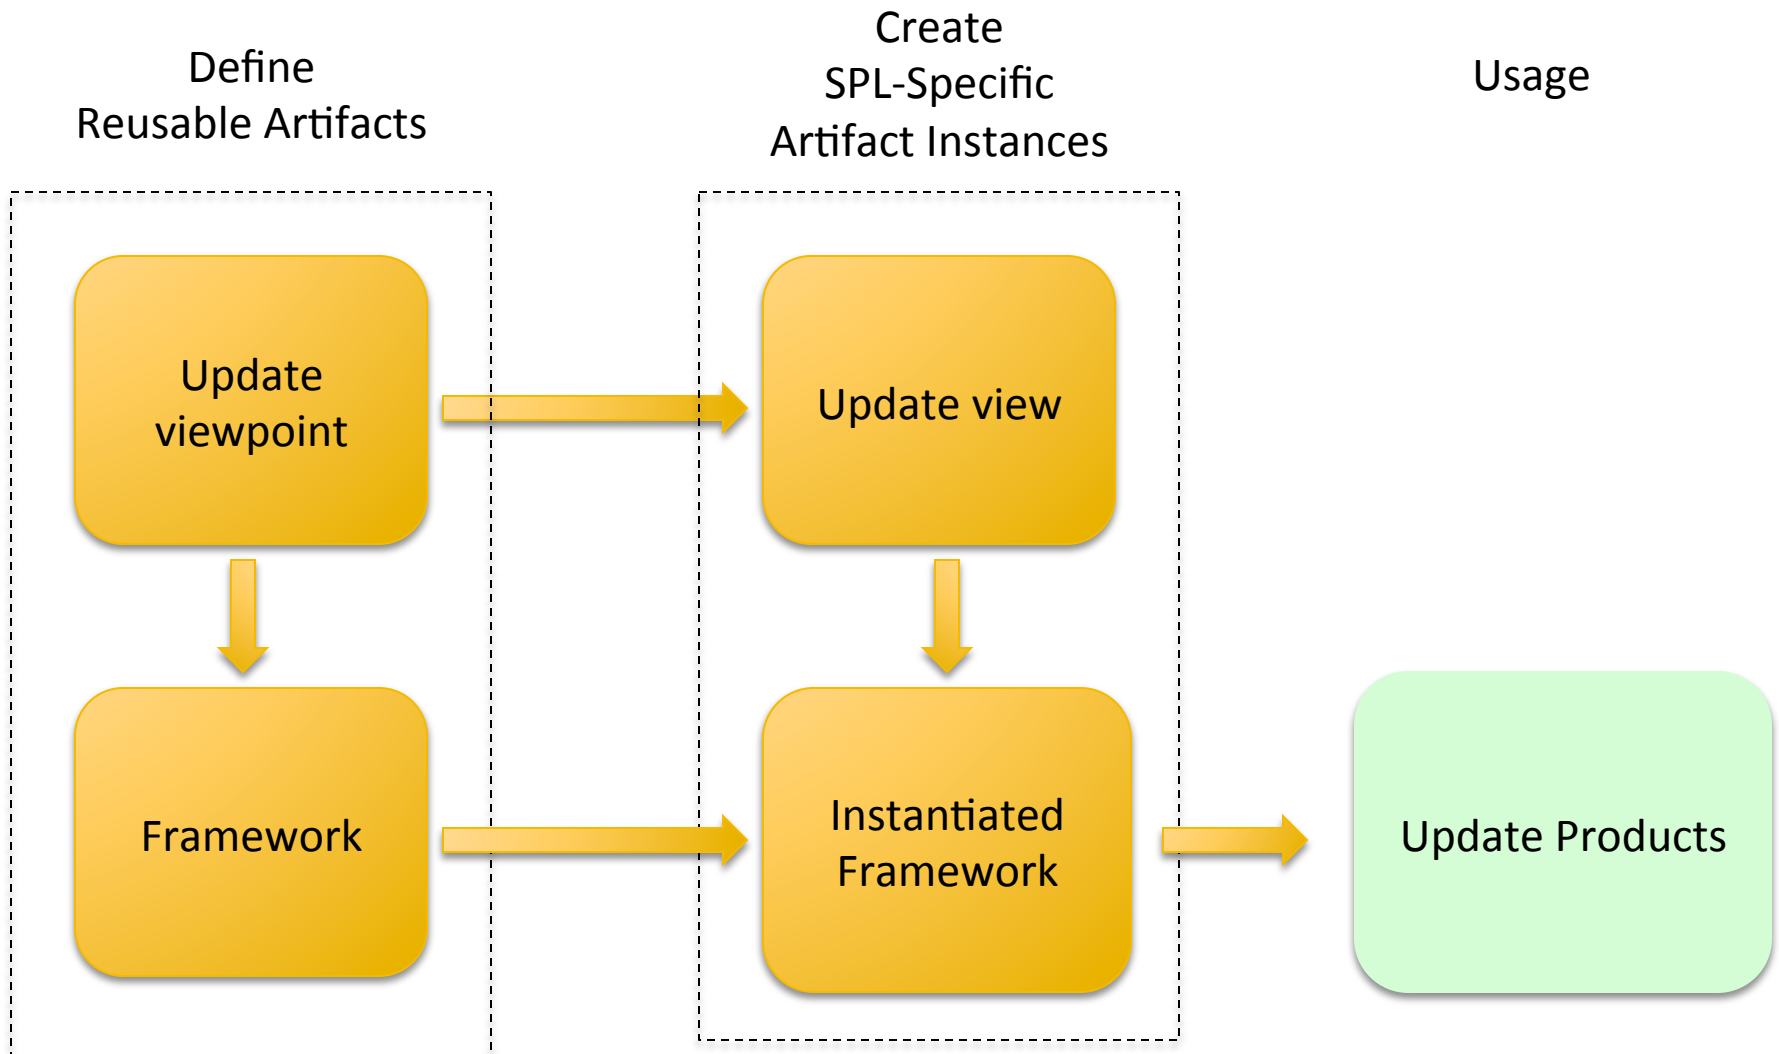 Define
Reusable Artifacts
Create
SPL-Specific
Artifact Instances
Usage
Update
viewpoint
Update view
Framework
Instantiated
Framework
Update Products